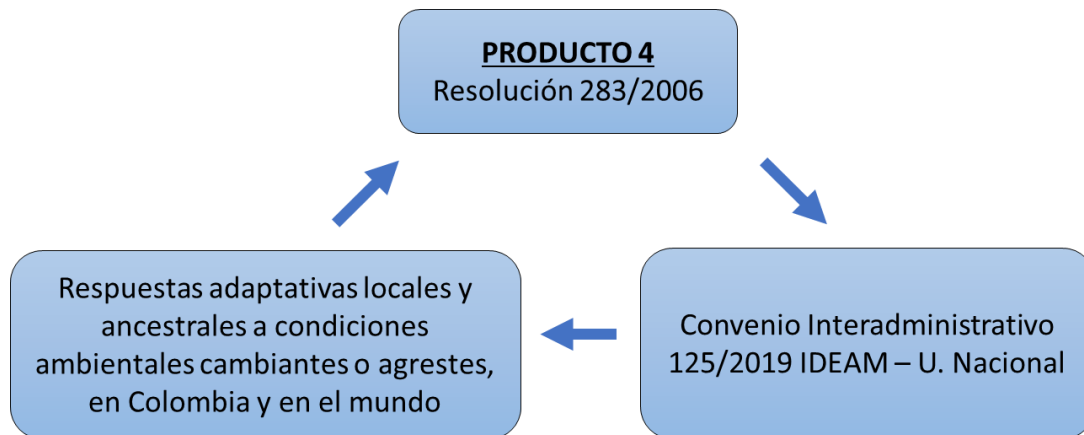 PRODUCTO 4
Resolución 283/2006
Respuestas adaptativas locales y
ancestrales a condiciones
ambientales cambiantes o agrestes,
en Colombia y en el mundo
Convenio Interadministrativo
125/2019 IDEAM – U. Nacional